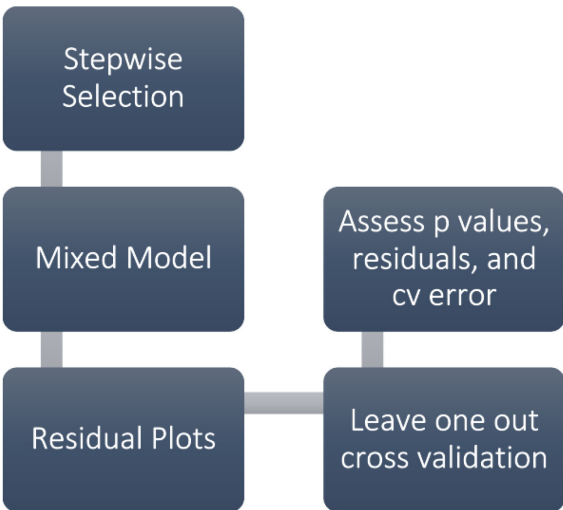 Stepwise
Selection
Mixed Model
Residual Plots
Leave one out
cross validation
Assess p values,
residuals, and
cv error